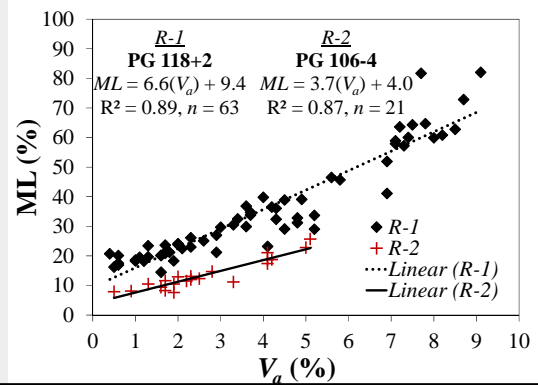 100
90
80
70
60
50
40
30
20
10
0
ML (%)
R-1
PG 118+2
ML = 6.6(Va) + 9.4
R² = 0.89, n = 63
R-2
PG 106-4
ML = 3.7(Va) + 4.0
R² = 0.87, n = 21
R-1
R-2
Linear (R-1)
Linear (R-2)
0 1 2 3 4 5 6 7 8 9 10
Va (%)